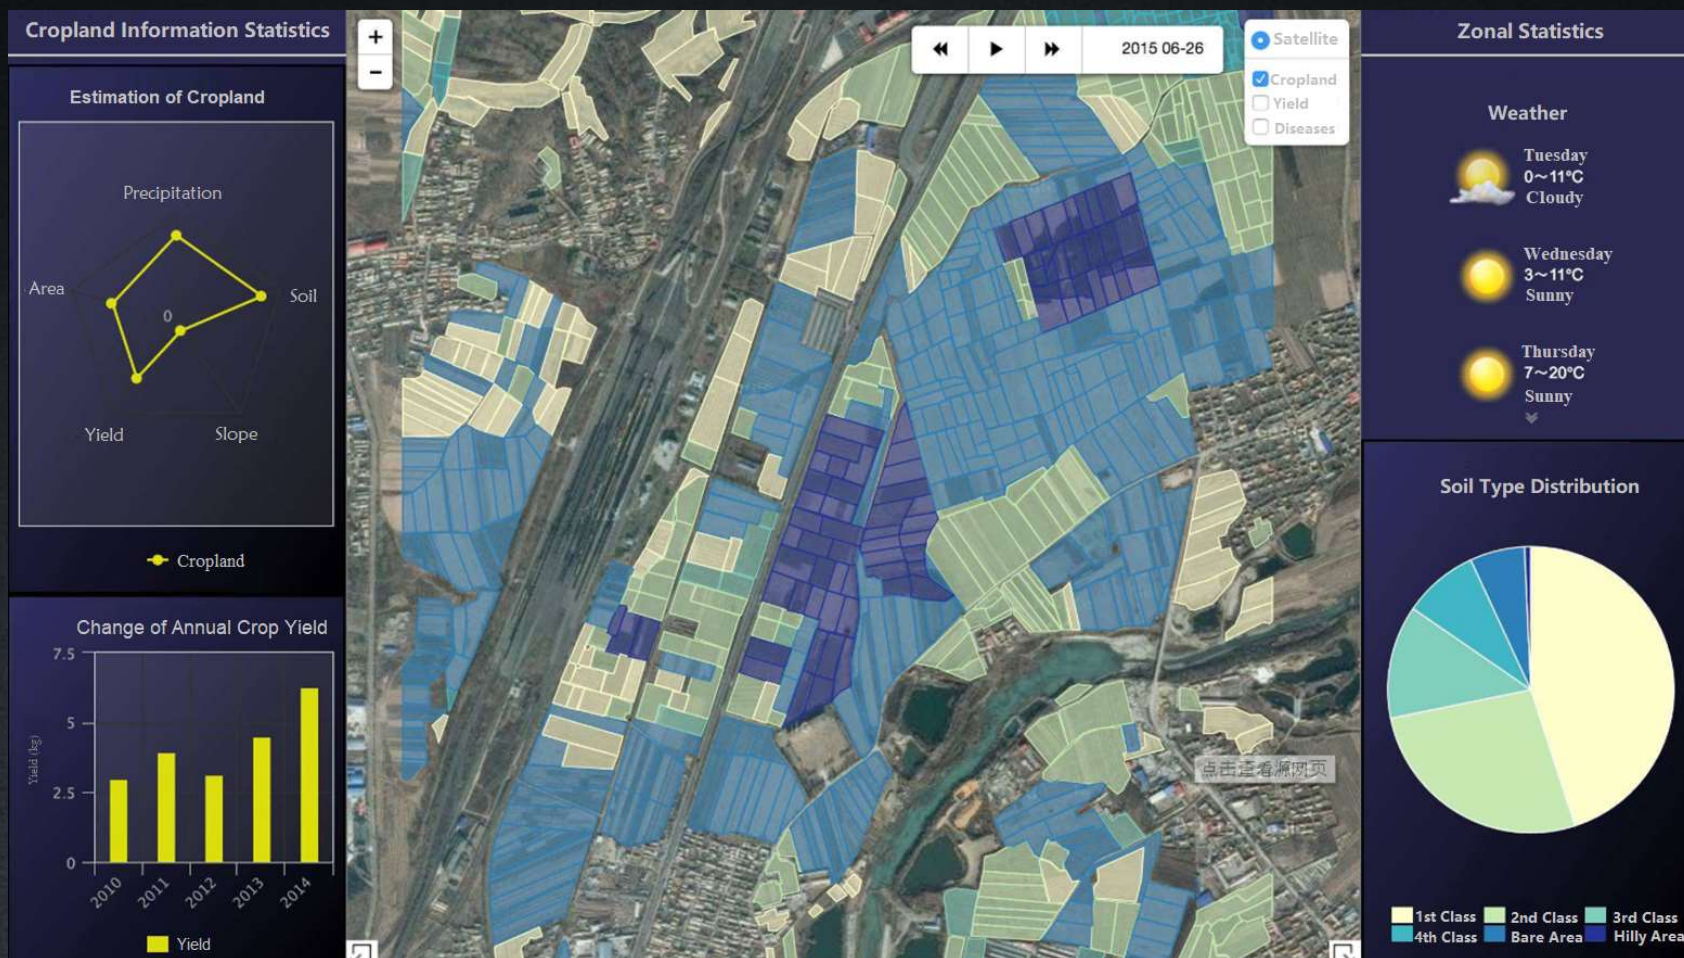 Cropland Information Statistics
Estimation of Cropland
Precipitation
Area
Soil
0
Yield
Slope
Cropland
Change of Annual Crop Yield
7.5
5
2.5
0
Yield (kg)
2010
2011
2012
2013
2014
Yield
+
−
2015 06-26
Satellite
Cropland
Yield
Diseases
点击查看源网页
Zonal Statistics
Weather
Tuesday
0~11°C
Cloudy
Wednesday
3~11°C
Sunny
Thursday
7~20°C
Sunny
Soil Type Distribution
1st Class 2nd Class 3rd Class
4th Class Bare Area Hilly Area